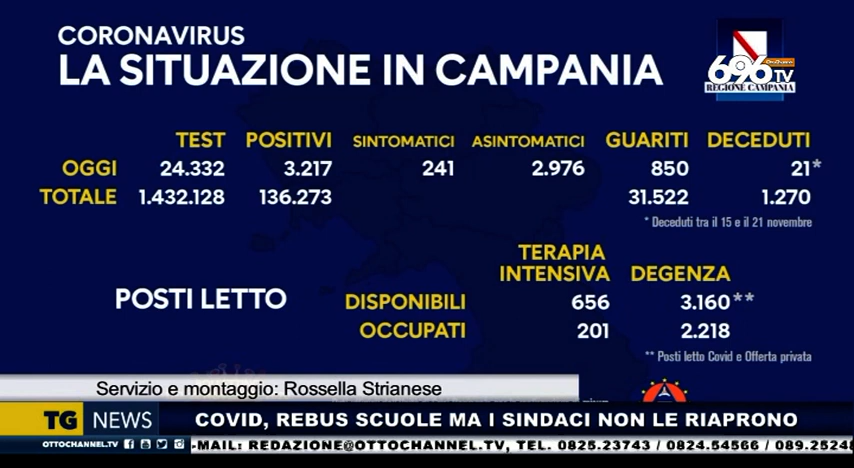 CORONAVIRUS
LA SITUAZIONE IN CAMPANIA
696 TV
REGIONE CAMPANIA
TEST POSITIVI SINTOMATICI ASINTOMATICI GUARITI DECEDUTI
OGGI 24.332 3.217 241 2.976 850 21*
TOTALE 1.432.128 136.273 31.522 1.270
* Deceduti tra il 15 e il 21 novembre
TERAPIA INTENSIVA DEGENZA
POSTI LETTO
DISPONIBILI 656 3.160**
OCCUPATI 201 2.218
** Posti letto Covid e Offerta privata
Servizio e montaggio: Rossella Strianese
TG NEWS
COVID, REBUS SCUOLE MA I SINDACI NON LE RIAPRONO
OTTOCHANNEL.TV
-MAIL: REDAZIONE@OTTOCHANNEL.TV, TEL. 0825.23743 / 0824.54566 / 089.25248